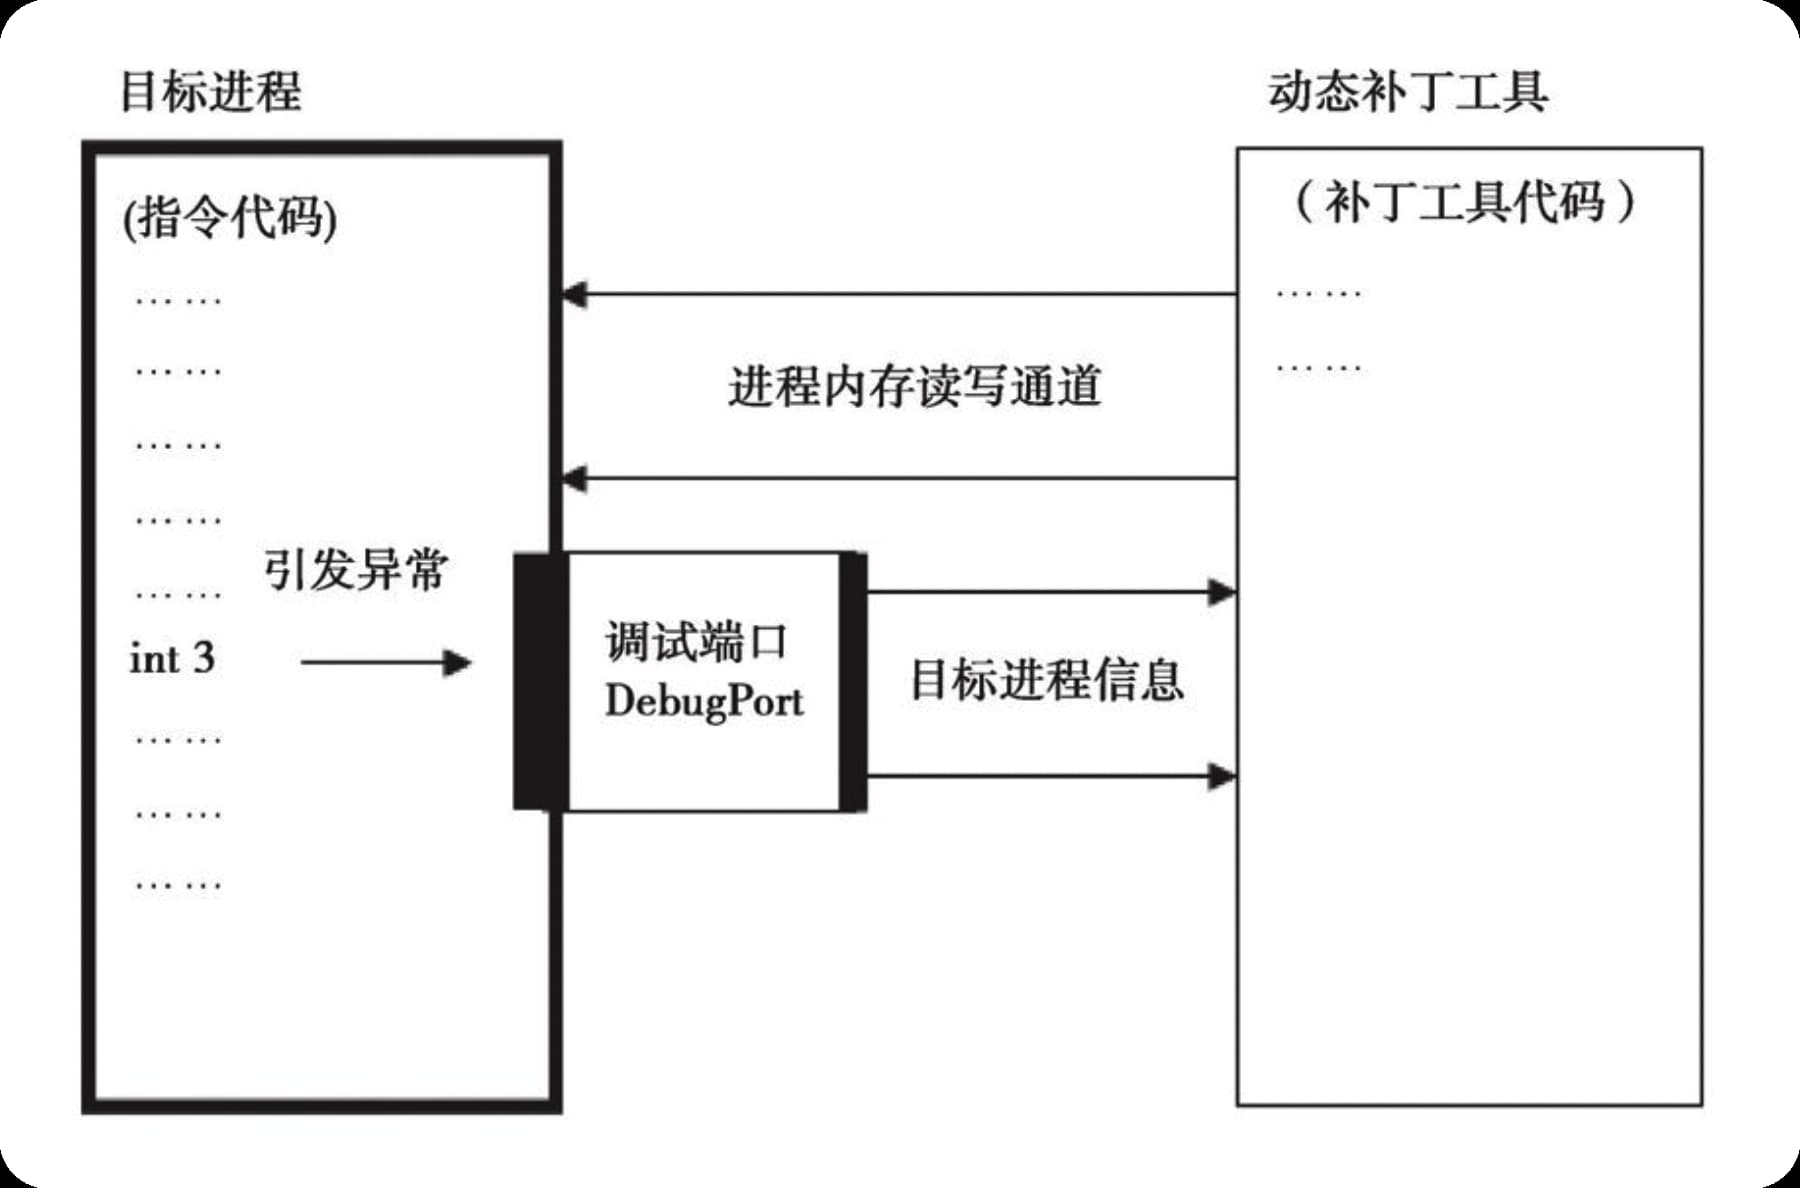 目标进程
动态补丁工具
(指令代码)
… …
… …
… …
… …
… …
引发异常
int 3
… …
… …
… …
进程内存读写通道
调试端口
DebugPort
目标进程信息
（补丁工具代码）
… …
… …